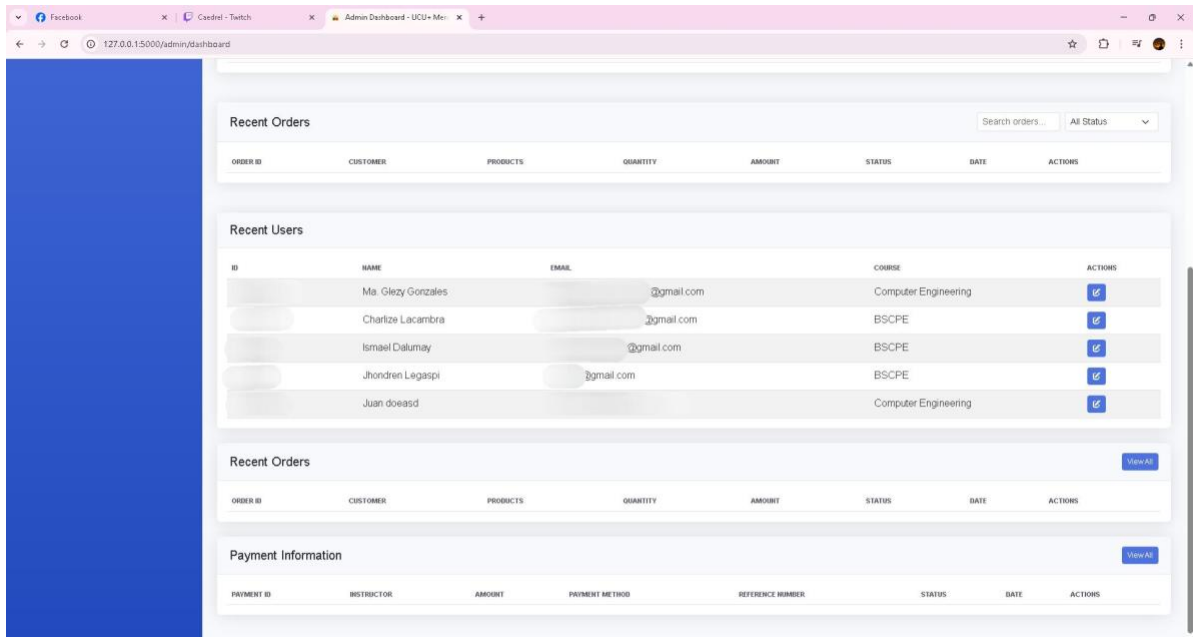 Facebook
Caedrel - Twitch
Admin Dashboard - UCU+ Mer
127.0.0.1:5000/admin/dashboard
Recent Orders
Search orders...
All Status
ORDER ID CUSTOMER PRODUCTS QUANTITY AMOUNT STATUS DATE ACTIONS
Recent Users
ID NAME EMAIL COURSE ACTIONS
Ma. Glezy Gonzales @gmail.com Computer Engineering
Charlize Lacambra @gmail.com BSCPE
Ismael Dalumay @gmail.com BSCPE
Jhondren Legaspi @gmail.com BSCPE
Juan doeasd Computer Engineering
Recent Orders
View All
ORDER ID CUSTOMER PRODUCTS QUANTITY AMOUNT STATUS DATE ACTIONS
Payment Information
View All
PAYMENT ID INSTRUCTOR AMOUNT PAYMENT METHOD REFERENCE NUMBER STATUS DATE ACTIONS